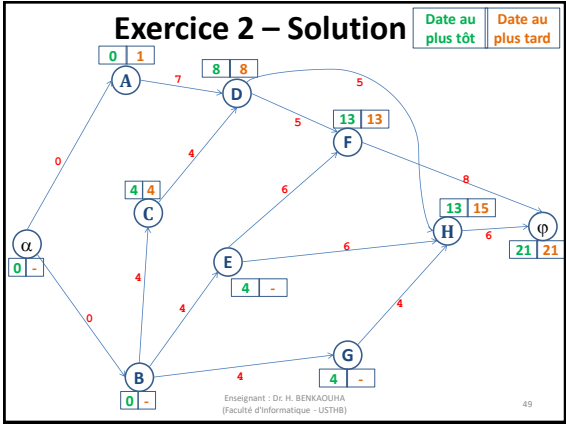 Exercice 2 – Solution
Date au plus tôt
Date au plus tard
0 1
A
7
8 8
D
5
5
13 13
F
0
4
6
8
4 4
C
13 15
H
6
φ
21 21
α
0 -
E
6
4 -
4
4
4
0
G
4 -
4
B
0 -
Enseignant : Dr. H. BENKAOUHA
(Faculté d'Informatique - USTHB)
49